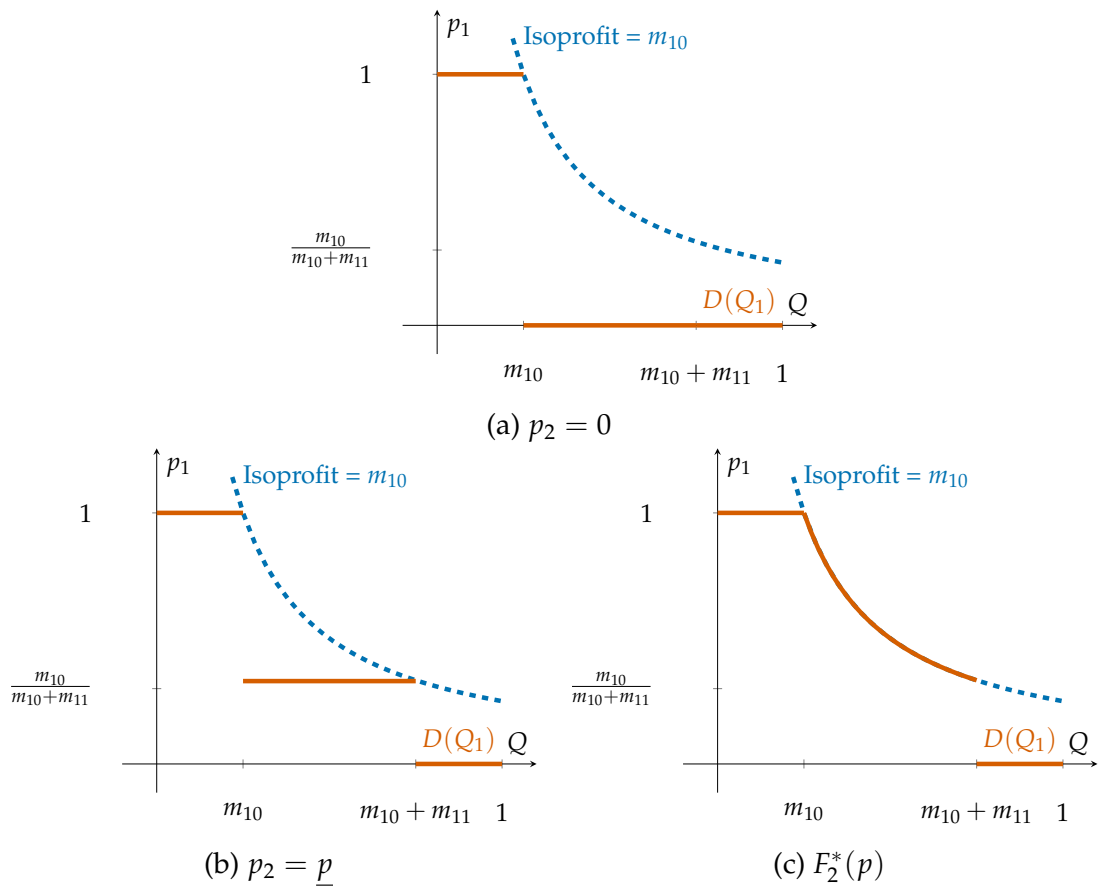 p₁
Isoprofit = m₁₀
1
m₁₀
m₁₀+m₁₁
D(Q₁)
Q
m₁₀
m₁₀ + m₁₁
1
(a) p₂ = 0
p₁
Isoprofit = m₁₀
1
m₁₀
m₁₀+m₁₁
D(Q₁)
Q
m₁₀
m₁₀ + m₁₁
1
(b) p₂ = p̲
p₁
Isoprofit = m₁₀
1
m₁₀
m₁₀+m₁₁
D(Q₁)
Q
m₁₀
m₁₀ + m₁₁
1
(c) F₂*(p)